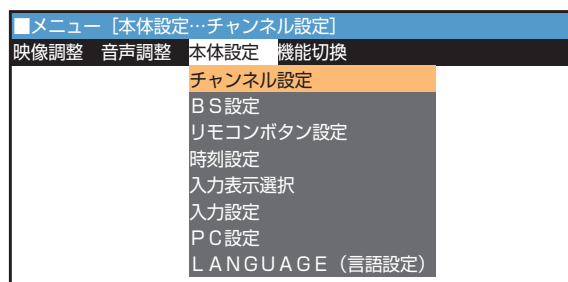 ■メニュー [本体設定…チャンネル設定]
映像調整 音声調整 本体設定 機能切換
チャンネル設定
ＢＳ設定
リモコンボタン設定
時刻設定
入力表示選択
入力設定
ＰＣ設定
ＬＡＮＧＵＡＧＥ（言語設定）